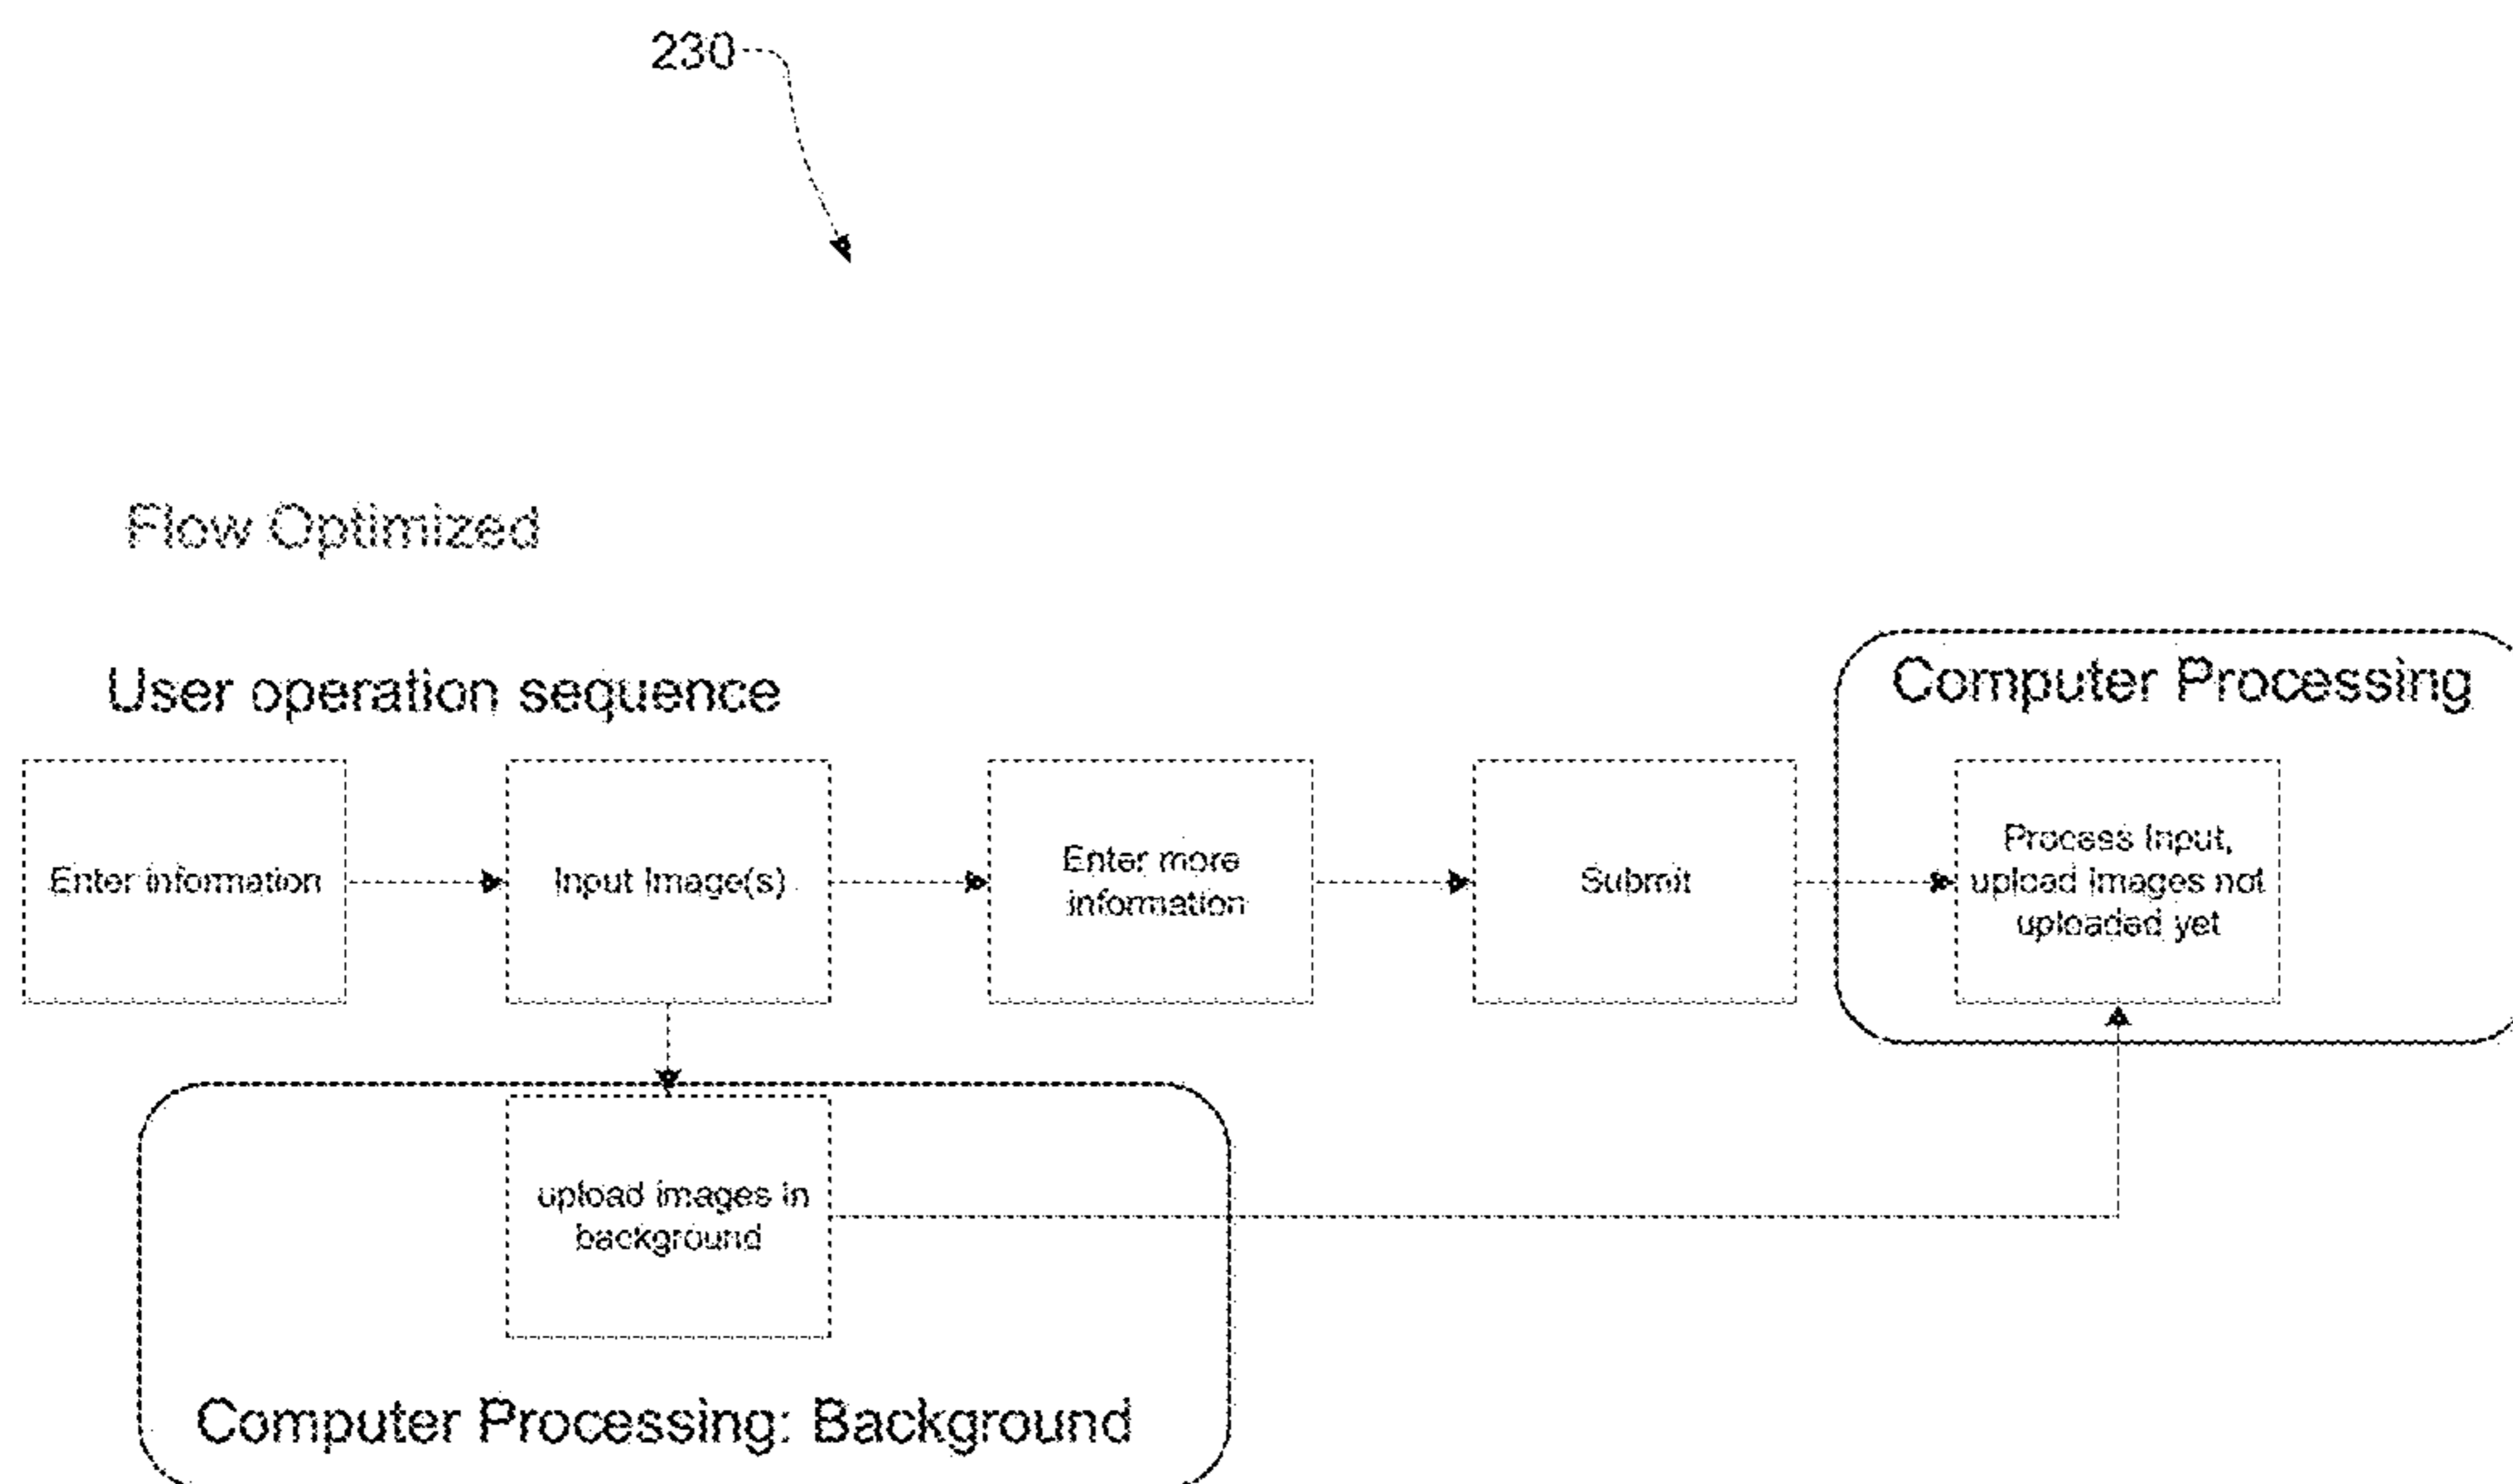 230
Flow Optimized
User operation sequence
Computer Processing
Enter information
Input Image(s)
Enter more
information
Submit
Process Input,
upload images not
uploaded yet
upload images in
background
Computer Processing: Background